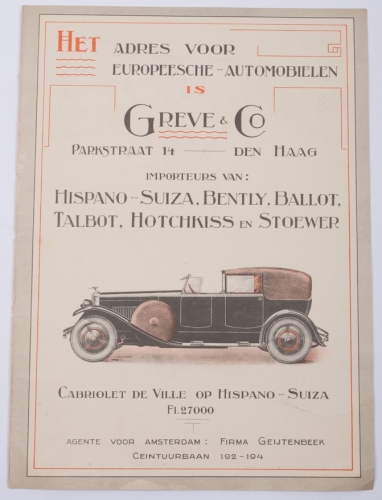 HET ADRES VOOR
EUROPEESCHE-AUTOMOBIELEN
IS
GREVE & CO
PARKSTRAAT 14 — DEN HAAG
IMPORTEURS VAN:
HISPANO-SUIZA, BENTLY, BALLOT,
TALBOT, HOTCHKISS EN STOEWER
CABRIOLET DE VILLE OP HISPANO-SUIZA
Fl. 27000
AGENTE VOOR AMSTERDAM: FIRMA GEIJTENBEEK
CEINTUURBAAN 192-194